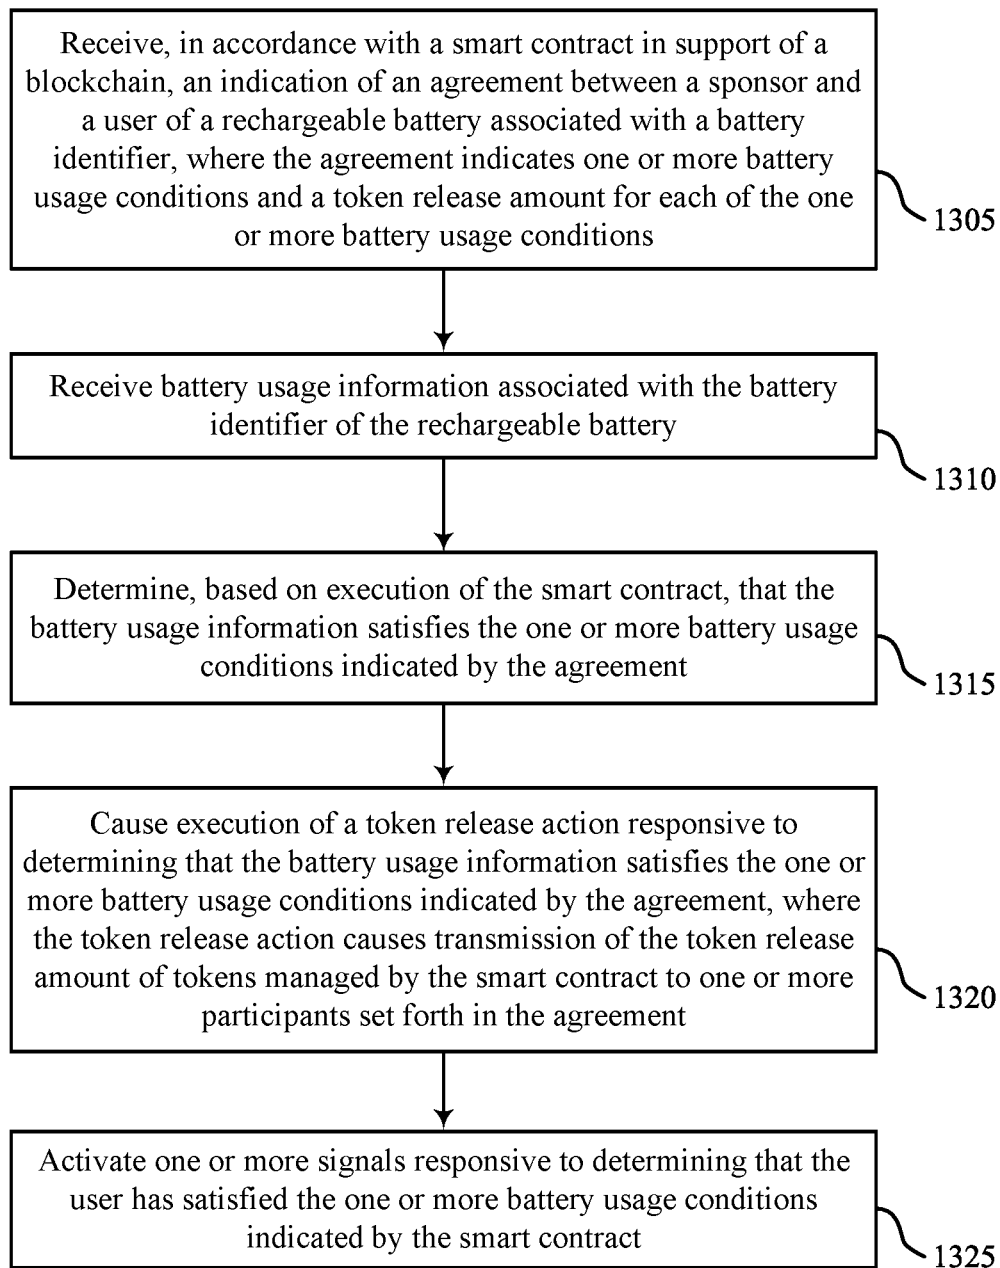 Receive, in accordance with a smart contract in support of a
blockchain, an indication of an agreement between a sponsor and
a user of a rechargeable battery associated with a battery
identifier, where the agreement indicates one or more battery
usage conditions and a token release amount for each of the one
or more battery usage conditions
1305
Receive battery usage information associated with the battery
identifier of the rechargeable battery
1310
Determine, based on execution of the smart contract, that the
battery usage information satisfies the one or more battery usage
conditions indicated by the agreement
1315
Cause execution of a token release action responsive to
determining that the battery usage information satisfies the one or
more battery usage conditions indicated by the agreement, where
the token release action causes transmission of the token release
amount of tokens managed by the smart contract to one or more
participants set forth in the agreement
1320
Activate one or more signals responsive to determining that the
user has satisfied the one or more battery usage conditions
indicated by the smart contract
1325